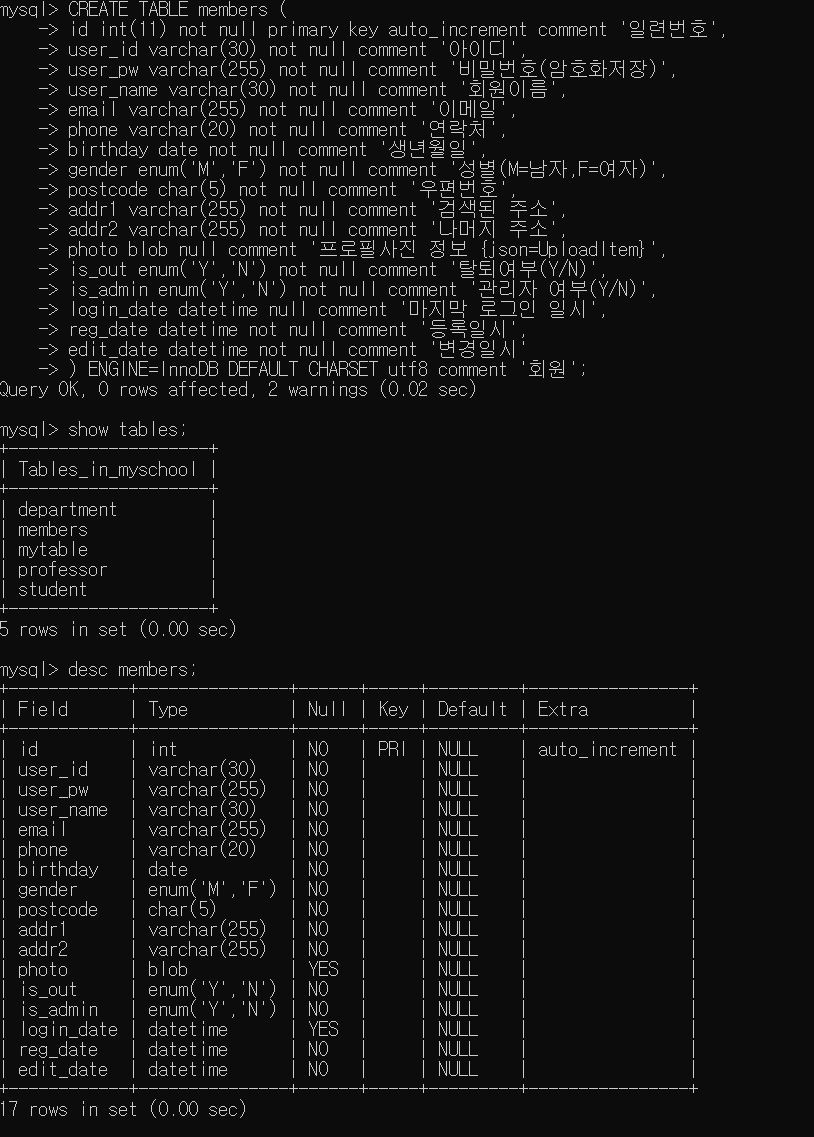 mysql> CREATE TABLE members (
    -> id int(11) not null primary key auto_increment comment '일련번호',
    -> user_id varchar(30) not null comment '아이디',
    -> user_pw varchar(255) not null comment '비밀번호(암호화저장)',
    -> user_name varchar(30) not null comment '회원이름',
    -> email varchar(255) not null comment '이메일',
    -> phone varchar(20) not null comment '연락처',
    -> birthday date not null comment '생년월일',
    -> gender enum('M','F') not null comment '성별(M=남자,F=여자)',
    -> postcode char(5) not null comment '우편번호',
    -> addr1 varchar(255) not null comment '검색된 주소',
    -> addr2 varchar(255) not null comment '나머지 주소',
    -> photo blob null comment '프로필사진 정보 {json=UploadItem}',
    -> is_out enum('Y','N') not null comment '탈퇴여부(Y/N)',
    -> is_admin enum('Y','N') not null comment '관리자 여부(Y/N)',
    -> login_date datetime null comment '마지막 로그인 일시',
    -> reg_date datetime not null comment '등록일시',
    -> edit_date datetime not null comment '변경일시'
    -> ) ENGINE=InnoDB DEFAULT CHARSET utf8 comment '회원';
Query OK, 0 rows affected, 2 warnings (0.02 sec)

mysql> show tables;
+--------------------+
| Tables_in_myschool |
+--------------------+
| department         |
| members            |
| mytable            |
| professor          |
| student            |
+--------------------+
5 rows in set (0.00 sec)

mysql> desc members;
+------------+---------------+------+-----+---------+----------------+
| Field      | Type          | Null | Key | Default | Extra          |
+------------+---------------+------+-----+---------+----------------+
| id         | int           | NO   | PRI | NULL    | auto_increment |
| user_id    | varchar(30)   | NO   |     | NULL    |                |
| user_pw    | varchar(255)  | NO   |     | NULL    |                |
| user_name  | varchar(30)   | NO   |     | NULL    |                |
| email      | varchar(255)  | NO   |     | NULL    |                |
| phone      | varchar(20)   | NO   |     | NULL    |                |
| birthday   | date          | NO   |     | NULL    |                |
| gender     | enum('M','F') | NO   |     | NULL    |                |
| postcode   | char(5)       | NO   |     | NULL    |                |
| addr1      | varchar(255)  | NO   |     | NULL    |                |
| addr2      | varchar(255)  | NO   |     | NULL    |                |
| photo      | blob          | YES  |     | NULL    |                |
| is_out     | enum('Y','N') | NO   |     | NULL    |                |
| is_admin   | enum('Y','N') | NO   |     | NULL    |                |
| login_date | datetime      | YES  |     | NULL    |                |
| reg_date   | datetime      | NO   |     | NULL    |                |
| edit_date  | datetime      | NO   |     | NULL    |                |
+------------+---------------+------+-----+---------+----------------+
17 rows in set (0.00 sec)